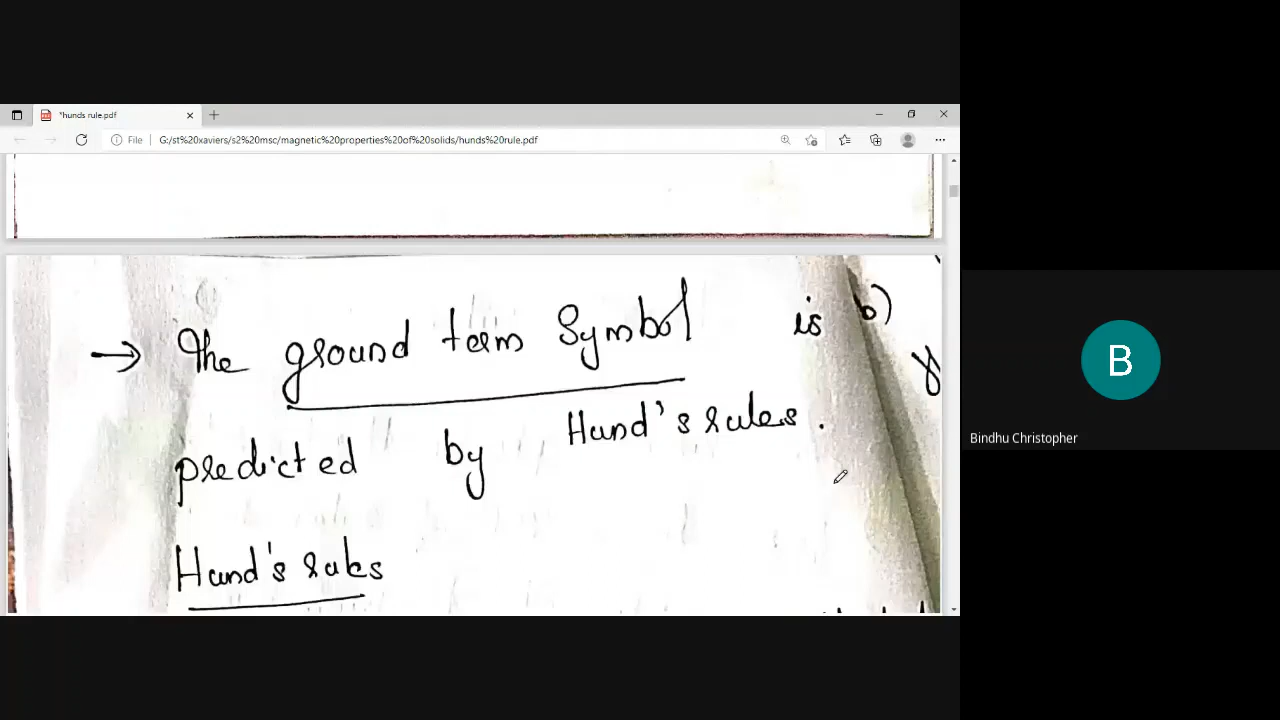 *hunds rule.pdf
File
G:/st%20xaviers/s2%20msc/magnetic%20properties%20of%20solids/hunds%20rule.pdf
→ The ground term Symbol is
b)
predicted by Hund's rules.
Hund's rules
B
Bindhu Christopher